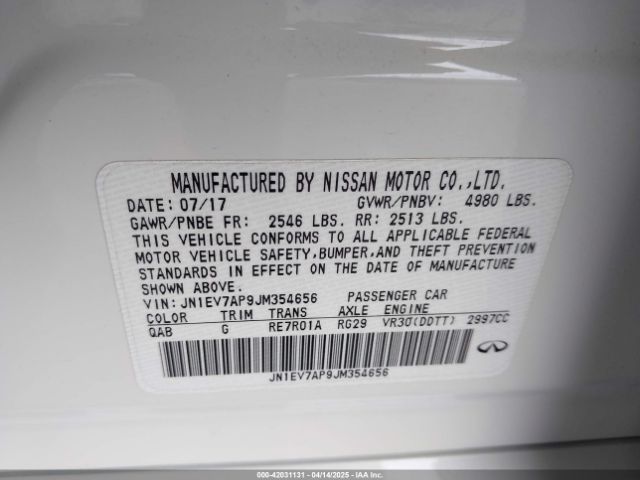 MANUFACTURED BY NISSAN MOTOR CO.,LTD.
DATE: 07/17 GVWR/PNBV: 4980 LBS.
GAWR/PNBE FR: 2546 LBS. RR: 2513 LBS.
THIS VEHICLE CONFORMS TO ALL APPLICABLE FEDERAL
MOTOR VEHICLE SAFETY,BUMPER,AND THEFT PREVENTION
STANDARDS IN EFFECT ON THE DATE OF MANUFACTURE
SHOWN ABOVE.
VIN: JN1EV7AP9JM354656 PASSENGER CAR
COLOR TRIM TRANS AXLE ENGINE
QAB G RE7R01A RG29 VR30(DDTT) 2997CC
JN1EV7AP9JM354656
INFINITI
000-42031131 - 04/14/2025 - IAA Inc.